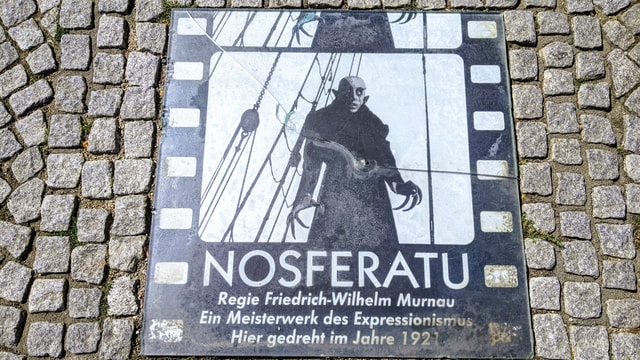 NOSFERATU
Regie Friedrich-Wilhelm Murnau
Ein Meisterwerk des Expressionismus
Hier gedreht im Jahre 1921